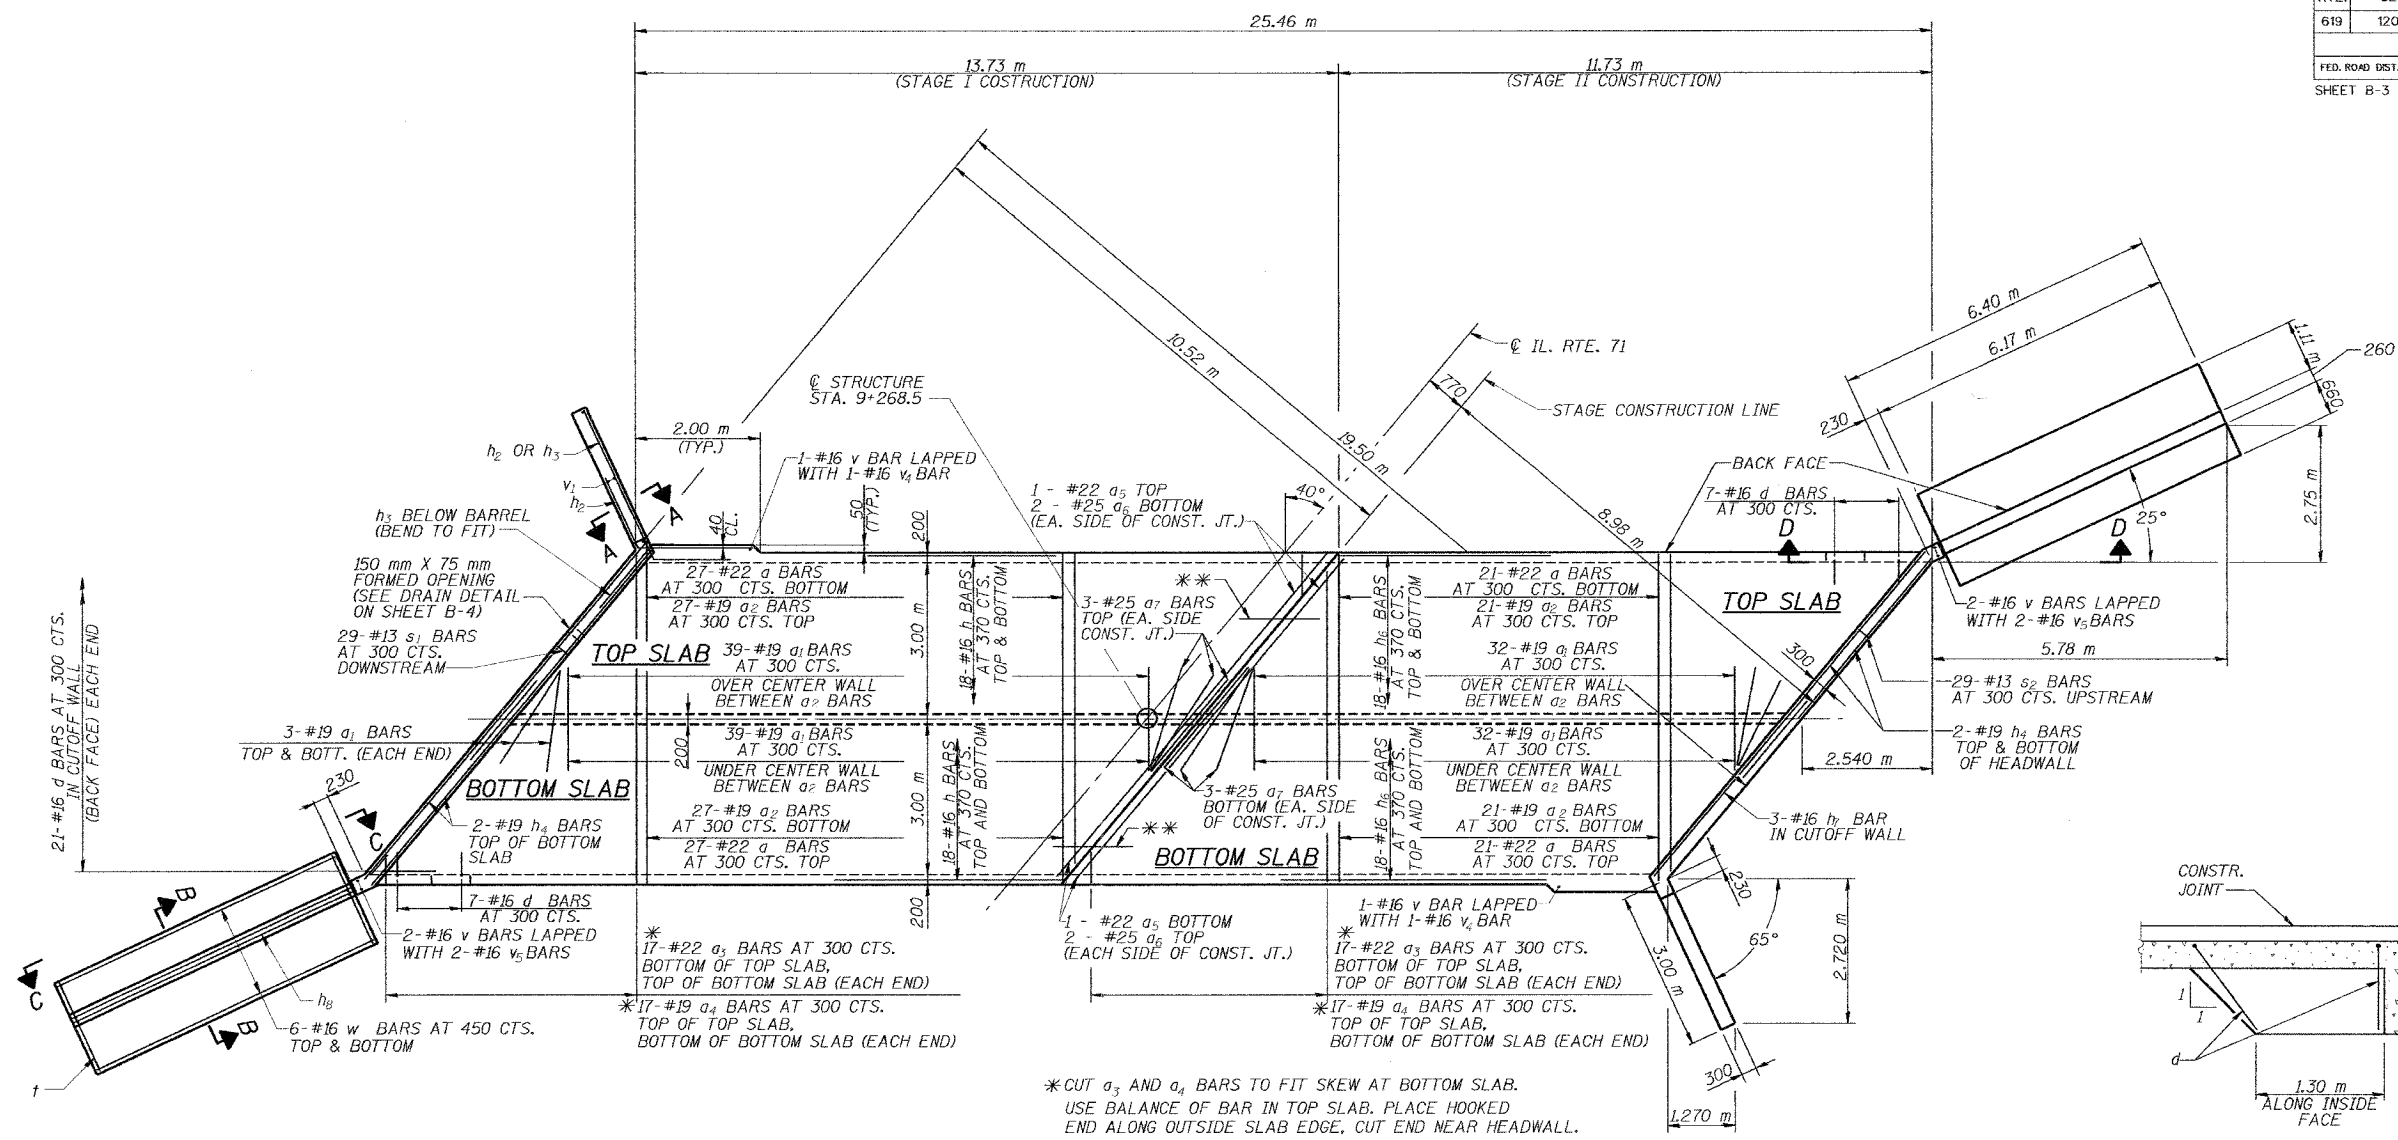 619 120
FED. ROAD DIST.
SHEET B-3
25.46 m
13.73 m
(STAGE I COSTRUCTION)
11.73 m
(STAGE II CONSTRUCTION)
10.52 m
19.50 m
℄ IL. RTE. 71
770
STAGE CONSTRUCTION LINE
8.98 m
40°
℄ STRUCTURE
STA. 9+268.5
2.00 m
(TYP.)
1-#16 v BAR LAPPED
WITH 1-#16 v₄ BAR
40
CL.
50
(TYP.)
200
h₂ OR h₃
v₁
h₂
A
A
h₃ BELOW BARREL
(BEND TO FIT)
150 mm X 75 mm
FORMED OPENING
(SEE DRAIN DETAIL
ON SHEET B-4)
29-#13 s₁ BARS
AT 300 CTS.
DOWNSTREAM
21-#16 d BARS AT 300 CTS.
IN CUTOFF WALL
(BACK FACE) EACH END
3-#19 a₁ BARS
TOP & BOTT. (EACH END)
230
C
2-#19 h₄ BARS
TOP OF BOTTOM
SLAB
TOP SLAB
BOTTOM SLAB
27-#22 a BARS
AT 300 CTS. BOTTOM
27-#19 a₂ BARS
AT 300 CTS. TOP
39-#19 a₁ BARS
AT 300 CTS.
OVER CENTER WALL
BETWEEN a₂ BARS
200
39-#19 a₁ BARS
AT 300 CTS.
UNDER CENTER WALL
BETWEEN a₂ BARS
27-#19 a₂ BARS
AT 300 CTS. BOTTOM
27-#22 a BARS
AT 300 CTS. TOP
3.00 m
3.00 m
200
18-#16 h BARS
AT 370 CTS.
TOP & BOTTOM
18-#16 h BARS
AT 370 CTS.
TOP AND BOTTOM
1 - #22 a₅ TOP
2 - #25 a₆ BOTTOM
(EA. SIDE OF CONST. JT.)
**
3-#25 a₇ BARS
TOP (EA. SIDE
CONST. JT.)
3-#25 a₇ BARS
BOTTOM (EA. SIDE
OF CONST. JT.)
**
BOTTOM SLAB
18-#16 h₆ BARS
AT 370 CTS.
TOP & BOTTOM
18-#16 h₆ BARS
AT 370 CTS.
TOP AND BOTTOM
21-#22 a BARS
AT 300 CTS. BOTTOM
21-#19 a₂ BARS
AT 300 CTS. TOP
32-#19 a₁ BARS
AT 300 CTS.
OVER CENTER WALL
BETWEEN a₂ BARS
32-#19 a₁ BARS
AT 300 CTS.
UNDER CENTER WALL
BETWEEN a₂ BARS
21-#19 a₂ BARS
AT 300 CTS. BOTTOM
21-#22 a BARS
AT 300 CTS. TOP
TOP SLAB
BACK FACE
7-#16 d BARS
AT 300 CTS.
D
D
6.40 m
6.17 m
1.11 m
260
660
230
25°
2.75 m
2-#16 v BARS LAPPED
WITH 2-#16 v₅ BARS
5.78 m
300
29-#13 s₂ BARS
AT 300 CTS. UPSTREAM
2-#19 h₄ BARS
TOP & BOTTOM
OF HEADWALL
2.540 m
3-#16 h₇ BAR
IN CUTOFF WALL
230
65°
2.720 m
3.00 m
300
1.270 m
B
B
C
7-#16 d BARS
AT 300 CTS.
2-#16 v BARS LAPPED
WITH 2-#16 v₅ BARS
h₈
6-#16 w BARS AT 450 CTS.
TOP & BOTTOM
t
*
17-#22 a₃ BARS AT 300 CTS.
BOTTOM OF TOP SLAB,
TOP OF BOTTOM SLAB (EACH END)
*17-#19 a₄ BARS AT 300 CTS.
TOP OF TOP SLAB,
BOTTOM OF BOTTOM SLAB (EACH END)
1 - #22 a₅ BOTTOM
2 - #25 a₆ TOP
(EACH SIDE OF CONST. JT.)
1-#16 v BAR LAPPED
WITH 1-#16 v₄ BAR
*
17-#22 a₃ BARS AT 300 CTS.
BOTTOM OF TOP SLAB,
TOP OF BOTTOM SLAB (EACH END)
*17-#19 a₄ BARS AT 300 CTS.
TOP OF TOP SLAB,
BOTTOM OF BOTTOM SLAB (EACH END)
*CUT a₃ AND a₄ BARS TO FIT SKEW AT BOTTOM SLAB.
USE BALANCE OF BAR IN TOP SLAB. PLACE HOOKED
END ALONG OUTSIDE SLAB EDGE, CUT END NEAR HEADWALL.
CONSTR.
JOINT
1
1
d
1.30 m
ALONG INSIDE
FACE